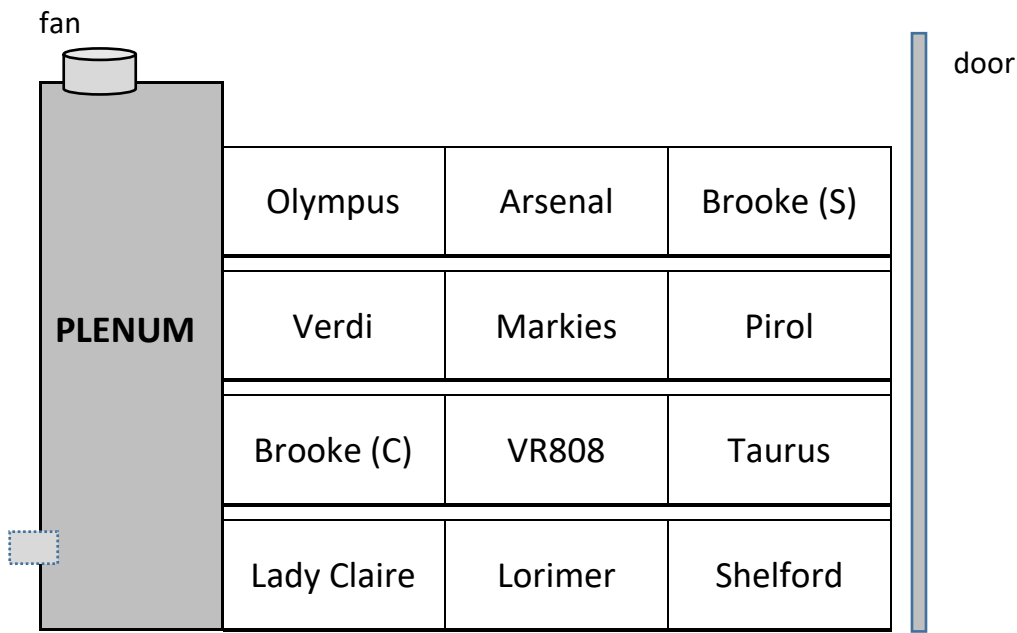 fan
door
PLENUM
Olympus
Arsenal
Brooke (S)
Verdi
Markies
Pirol
Brooke (C)
VR808
Taurus
Lady Claire
Lorimer
Shelford